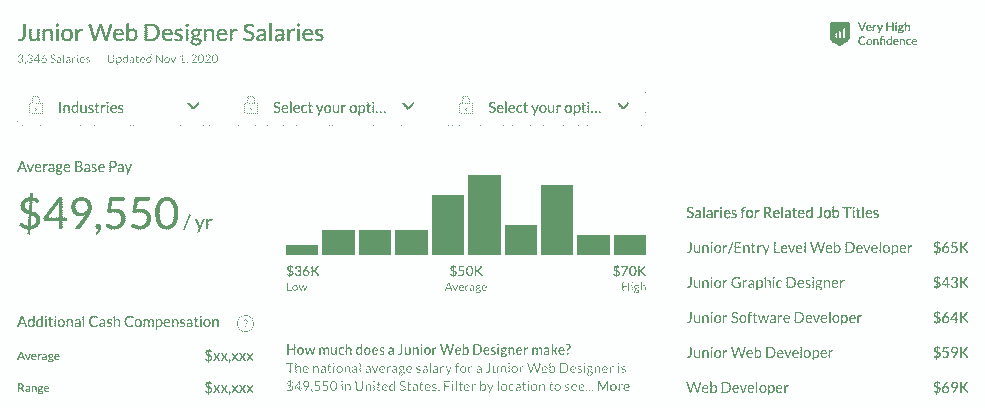 Junior Web Designer Salaries
3,346 Salaries Updated Nov 1, 2020
Very High
Confidence
Industries
Select your opti...
Select your opti...
Average Base Pay
$49,550 / yr
$36K
Low
$50K
Average
$70K
High
Additional Cash Compensation ?
Average $xx,xxx
Range $xx,xxx
How much does a Junior Web Designer make?
The national average salary for a Junior Web Designer is
$49,550 in United States. Filter by location to see... More
Salaries for Related Job Titles
Junior/Entry Level Web Developer $65K
Junior Graphic Designer $43K
Junior Software Developer $64K
Junior Web Developer $59K
Web Developer $69K